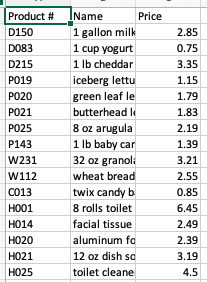 Product # Name Price
D150 1 gallon milk 2.85
D083 1 cup yogurt 0.75
D215 1 lb cheddar 3.35
P019 iceberg lettu 1.15
P020 green leaf le 1.79
P021 butterhead l 1.83
P025 8 oz arugula 2.19
P143 1 lb baby car 1.39
W231 32 oz granola 3.21
W112 wheat bread 2.55
C013 twix candy b 0.85
H001 8 rolls toilet 6.45
H014 facial tissue 2.49
H020 aluminum fo 2.39
H021 12 oz dish so 3.19
H025 toilet cleane 4.5